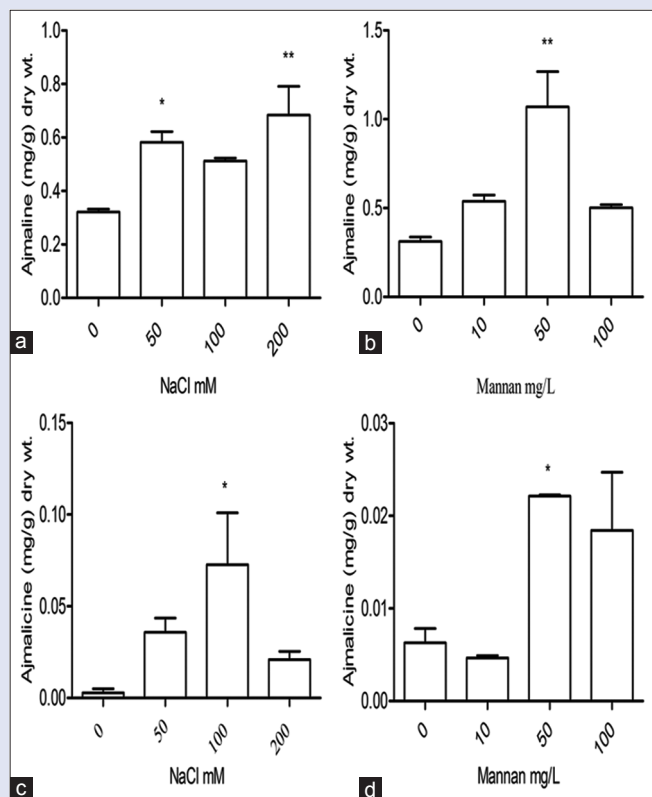 Ajmaline (mg/g) dry wt.
1.0
0.8
0.6
0.4
0.2
0.0
*
**
0 50 100 200
NaCl mM
a
Ajmaline (mg/g) dry wt.
1.5
1.0
0.5
0.0
**
0 10 50 100
Mannan mg/L
b
Ajmalicine (mg/g) dry wt.
0.15
0.10
0.05
0.00
*
0 50 100 200
NaCl mM
c
Ajmalicine (mg/g) dry wt.
0.03
0.02
0.01
0.00
*
0 10 50 100
Mannan mg/L
d